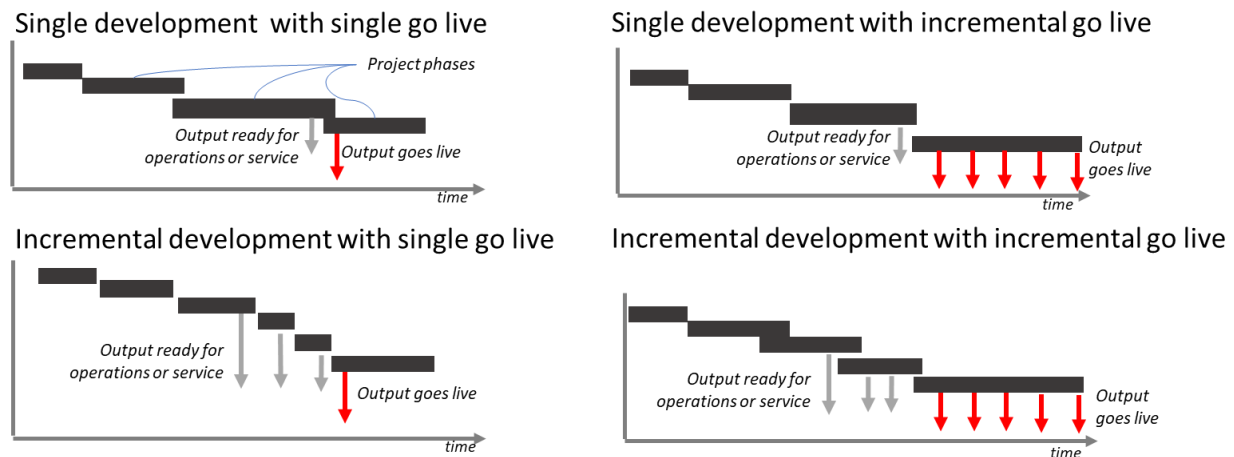 Single development with single go live
Project phases
Output ready for
operations or service
Output goes live
time
Single development with incremental go live
Output ready for
operations or service
Output
goes live
time
Incremental development with single go live
Output ready for
operations or service
Output goes live
time
Incremental development with incremental go live
Output ready for
operations or service
Output
goes live
time